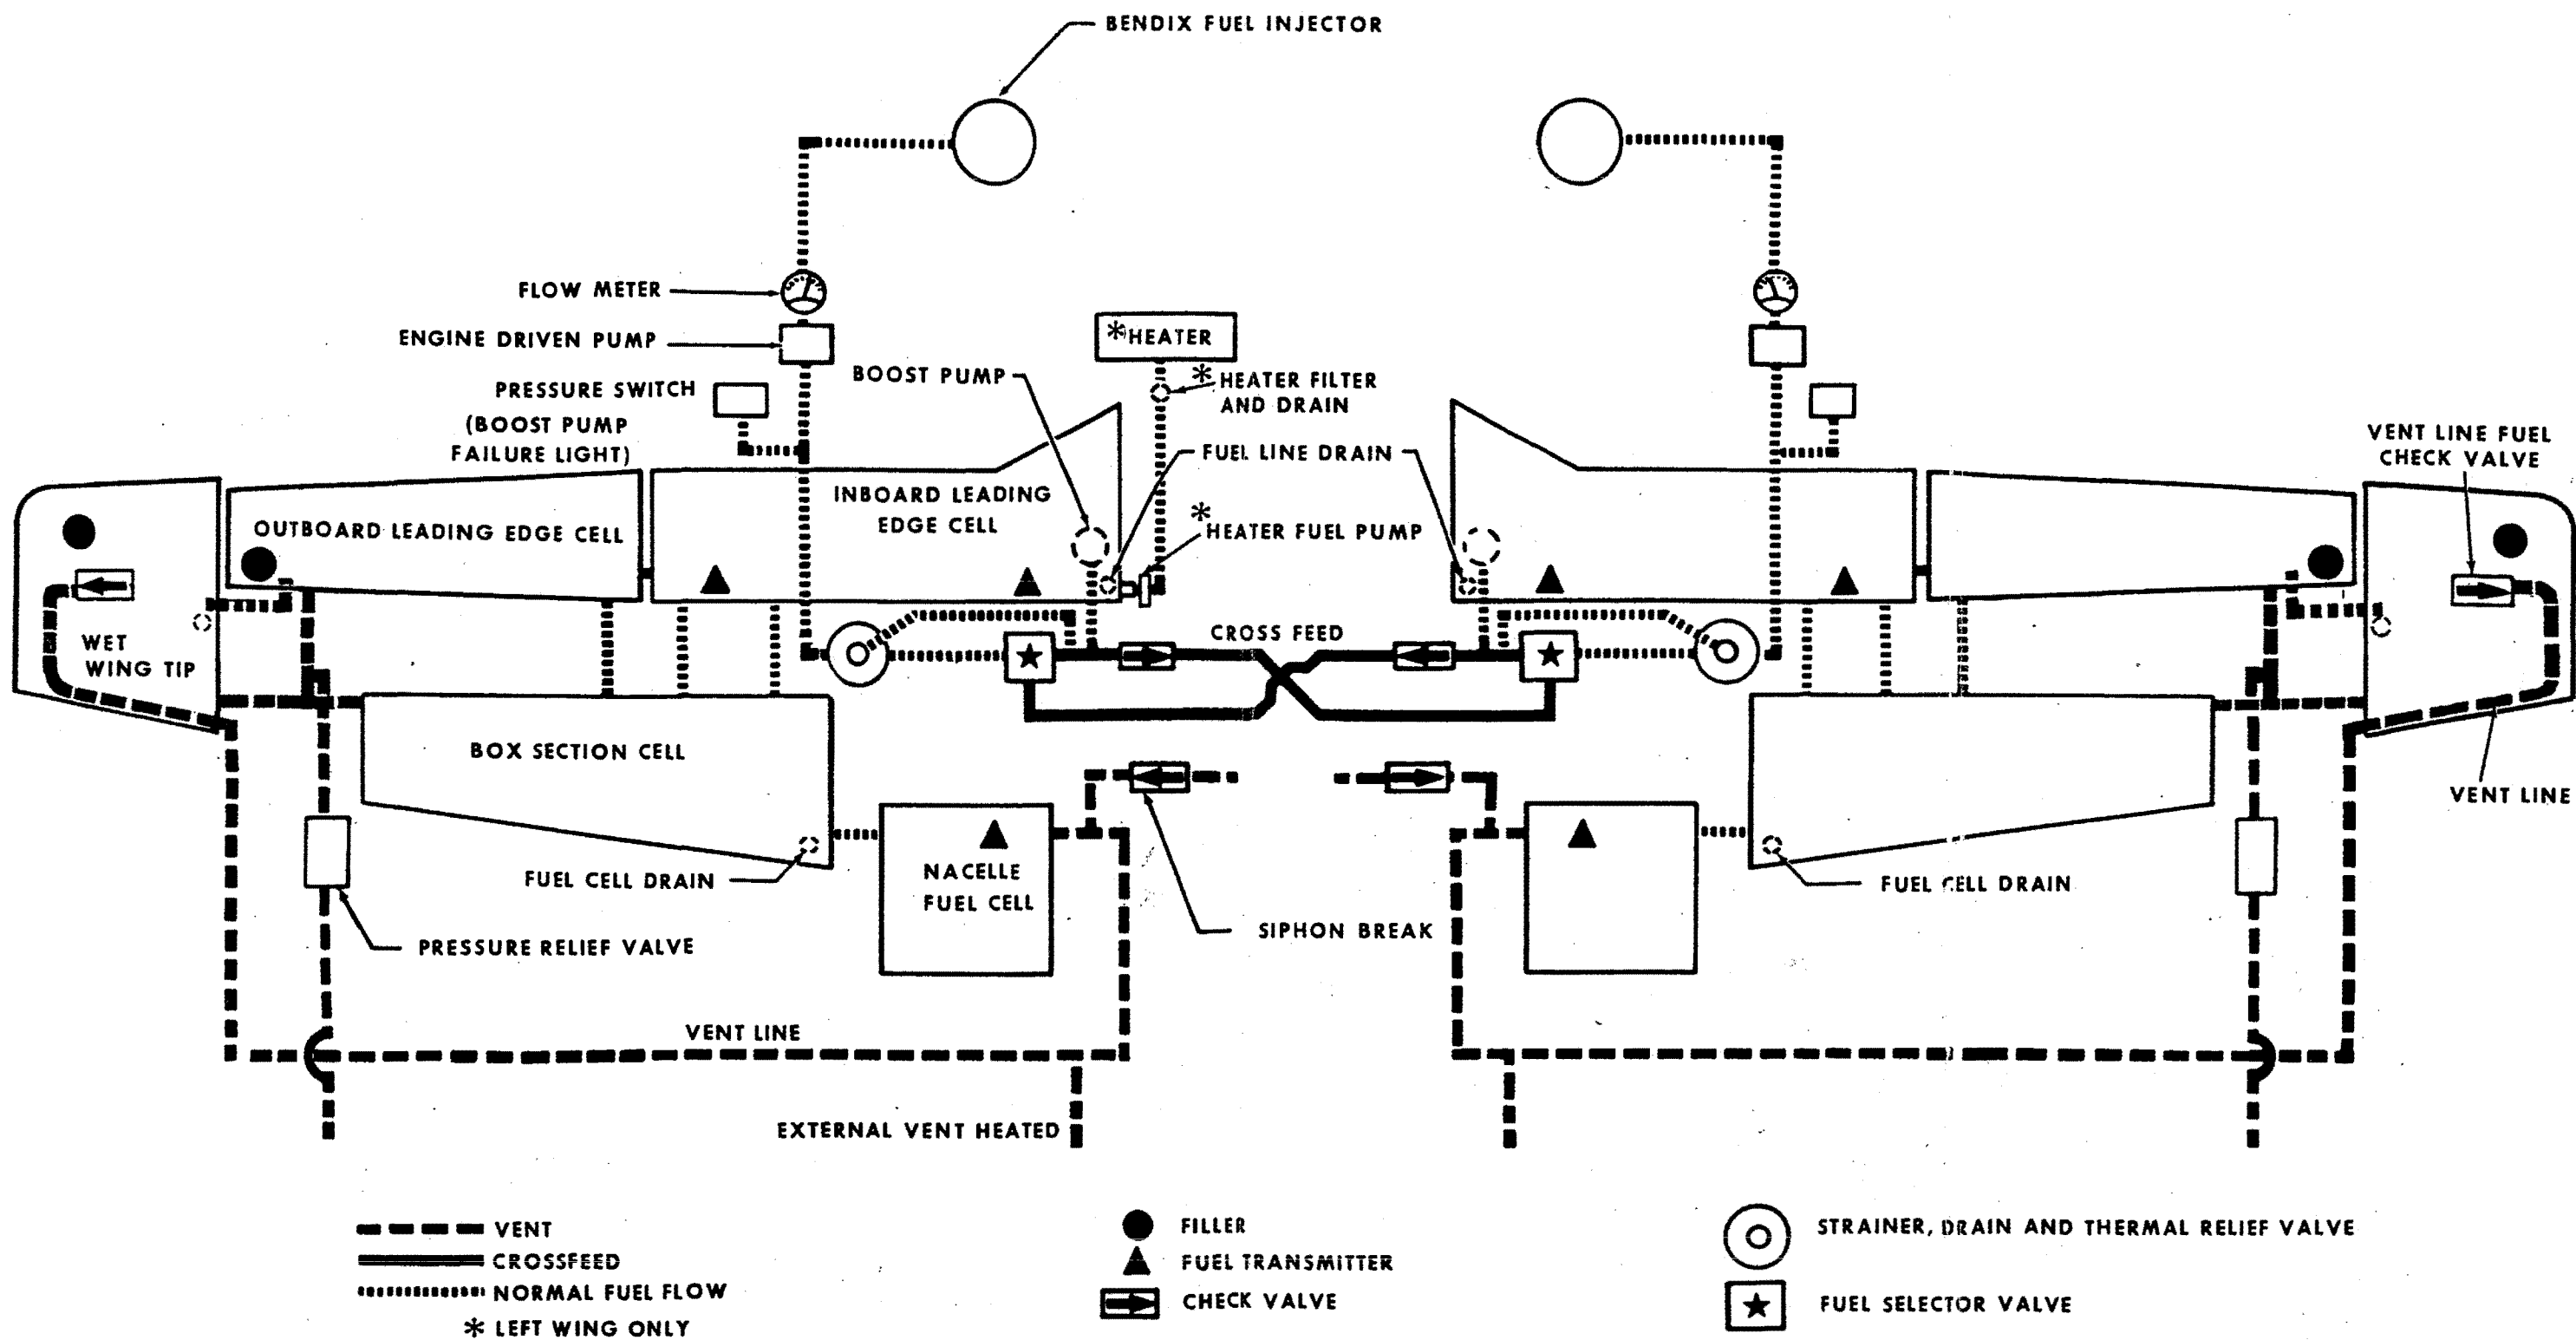 BENDIX FUEL INJECTOR
FLOW METER
ENGINE DRIVEN PUMP
*HEATER
PRESSURE SWITCH
(BOOST PUMP
FAILURE LIGHT)
BOOST PUMP
* HEATER FILTER
AND DRAIN
FUEL LINE DRAIN
VENT LINE FUEL
CHECK VALVE
OUTBOARD LEADING EDGE CELL
INBOARD LEADING
EDGE CELL
* HEATER FUEL PUMP
WET
WING TIP
CROSS FEED
BOX SECTION CELL
VENT LINE
FUEL CELL DRAIN
NACELLE
FUEL CELL
FUEL CELL DRAIN
PRESSURE RELIEF VALVE
SIPHON BREAK
VENT LINE
EXTERNAL VENT HEATED
VENT
CROSSFEED
NORMAL FUEL FLOW
* LEFT WING ONLY
FILLER
FUEL TRANSMITTER
CHECK VALVE
STRAINER, DRAIN AND THERMAL RELIEF VALVE
FUEL SELECTOR VALVE